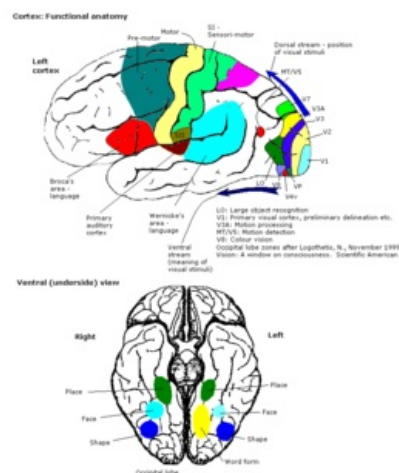 Cortex: Functional anatomy
Motor
SI -
Sensori-motor
Pre-motor
Dorsal stream - position
of visual stimuli
Left
cortex
MT/V5
V7
V3A
V3
V2
V1
LO
V8
VP
V4v
Broca's
area -
language
Primary
auditory
cortex
Wernicke's
area -
language
Ventral
stream
(meaning of
visual stimuli)
LO: Large object recognition
V1: Primary visual cortex, preliminary delineation etc.
V3A: Motion processing
MT/V5: Motion detection
V8: Colour vision
Occipital lobe zones after Logothetis, N., November 1999
Vision: A window on consciousness. Scientific American
Ventral (underside) view
Right
Left
Place
Place
Face
Face
Shape
Shape
Word form
Occipital lobe